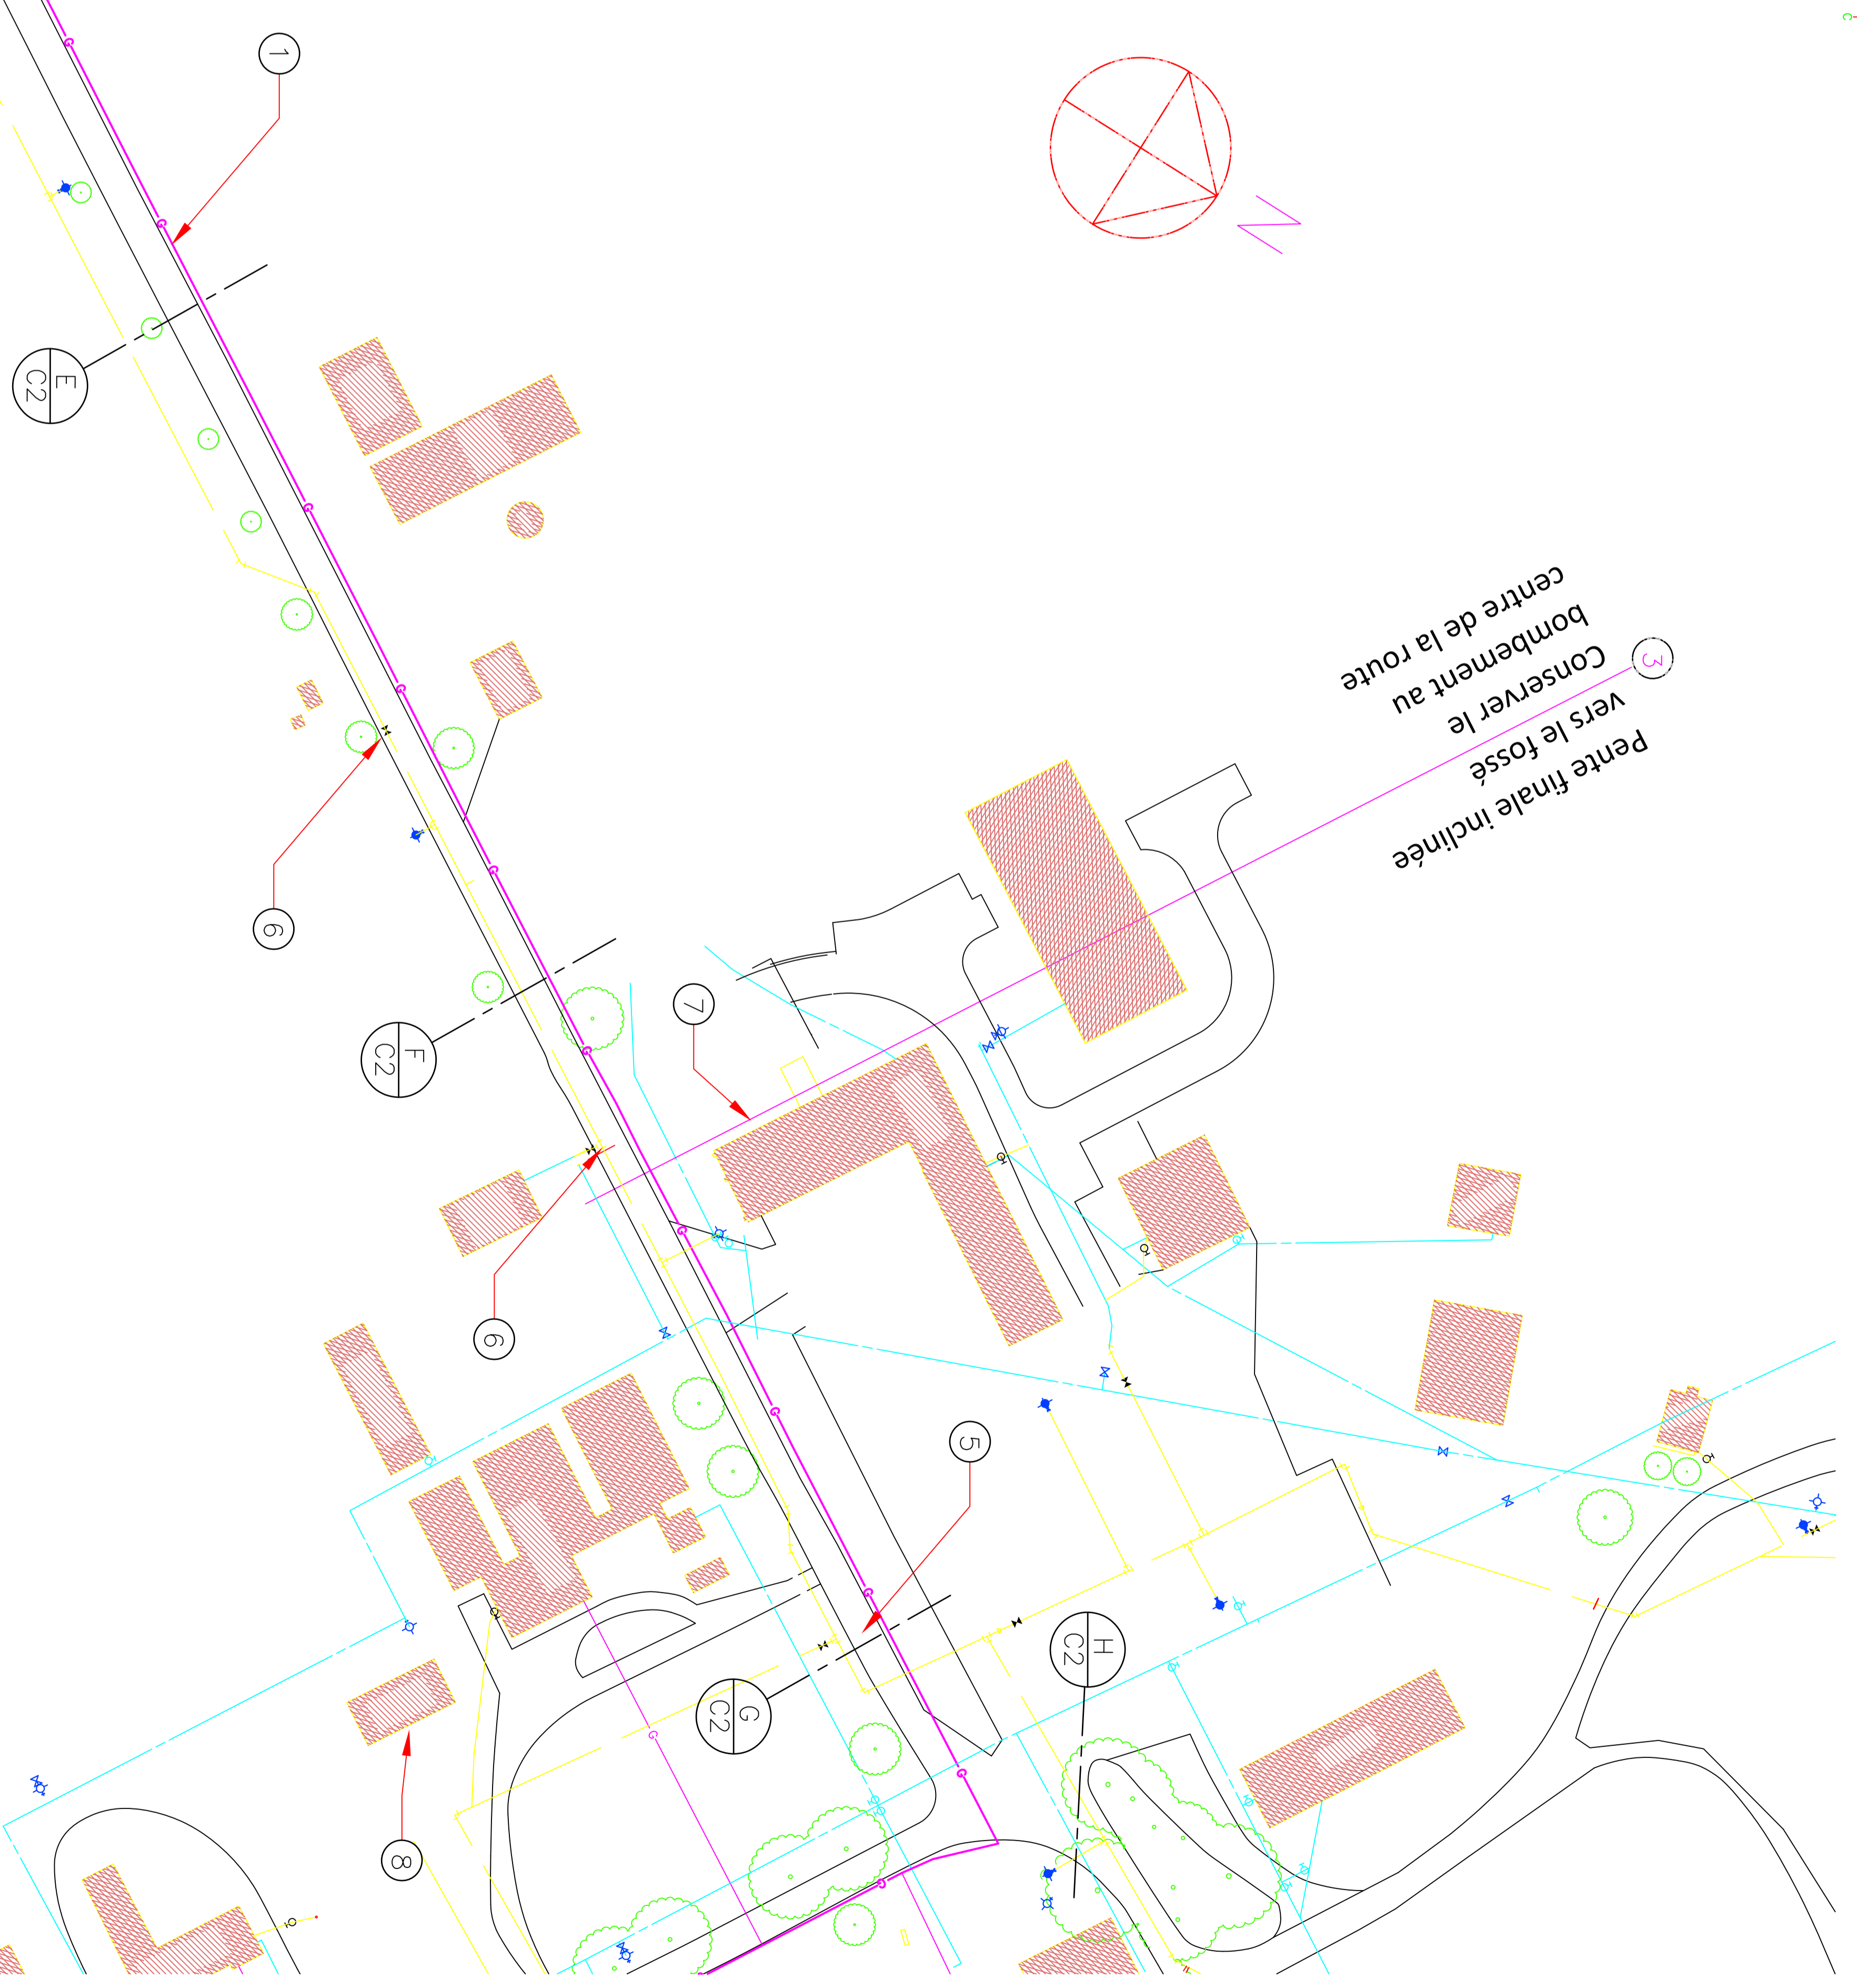 Pente finale inclinée
vers le fossé
Conserver le
bombement au
centre de la route
3
N
1
E
C2
6
F
C2
7
6
5
G
C2
H
C2
8
G
G
G
G
G
G
G
G
G
G
G
G
C